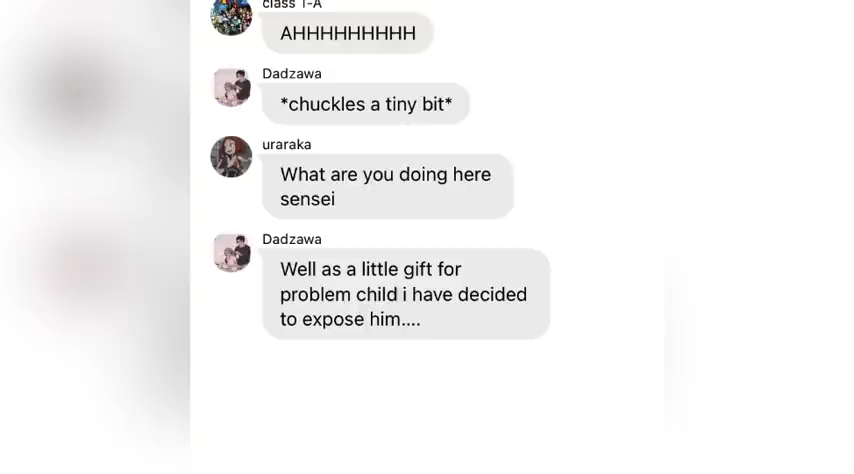 class 1-A
AHHHHHHHHHH
Dadzawa
*chuckles a tiny bit*
uraraka
What are you doing here
sensei
Dadzawa
Well as a little gift for
problem child i have decided
to expose him....